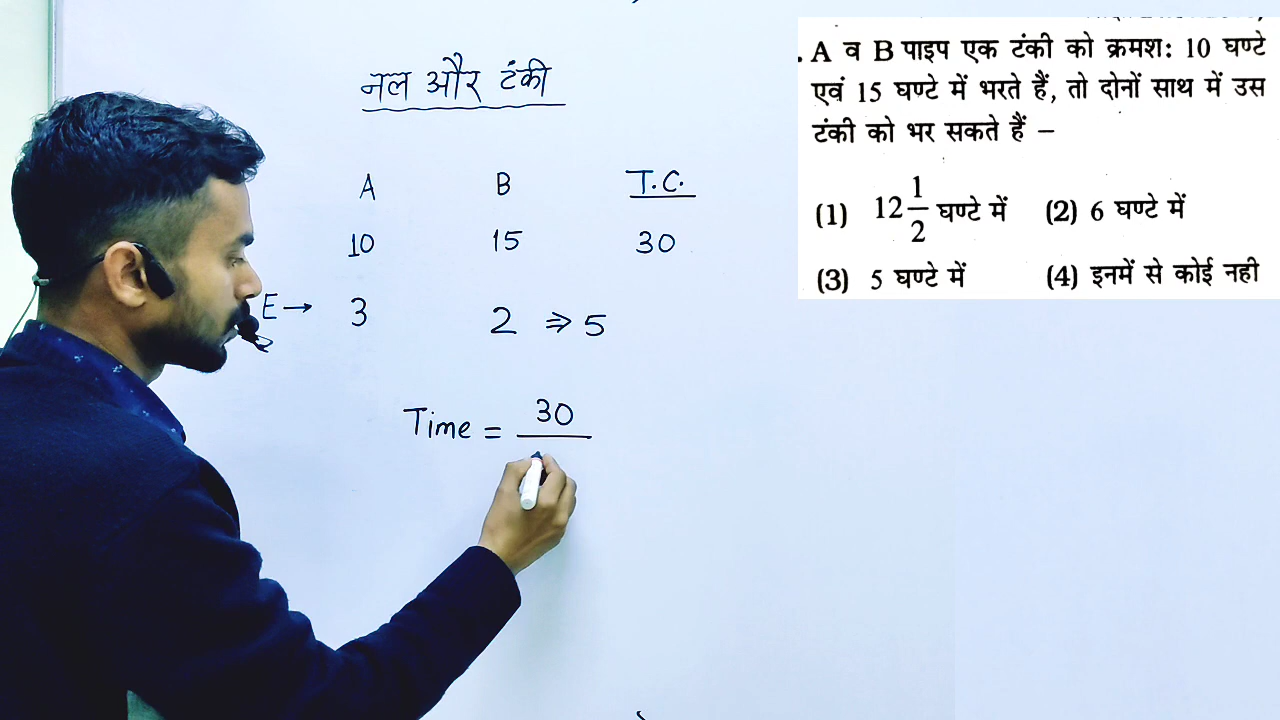 नल और टंकी
A B T.C.
10 15 30
E → 3 2 ⇒ 5
Time = 30
. A व B पाइप एक टंकी को क्रमश: 10 घण्टे
एवं 15 घण्टे में भरते हैं, तो दोनों साथ में उस
टंकी को भर सकते हैं –
(1) 12 1/2 घण्टे में (2) 6 घण्टे में
(3) 5 घण्टे में (4) इनमें से कोई नही